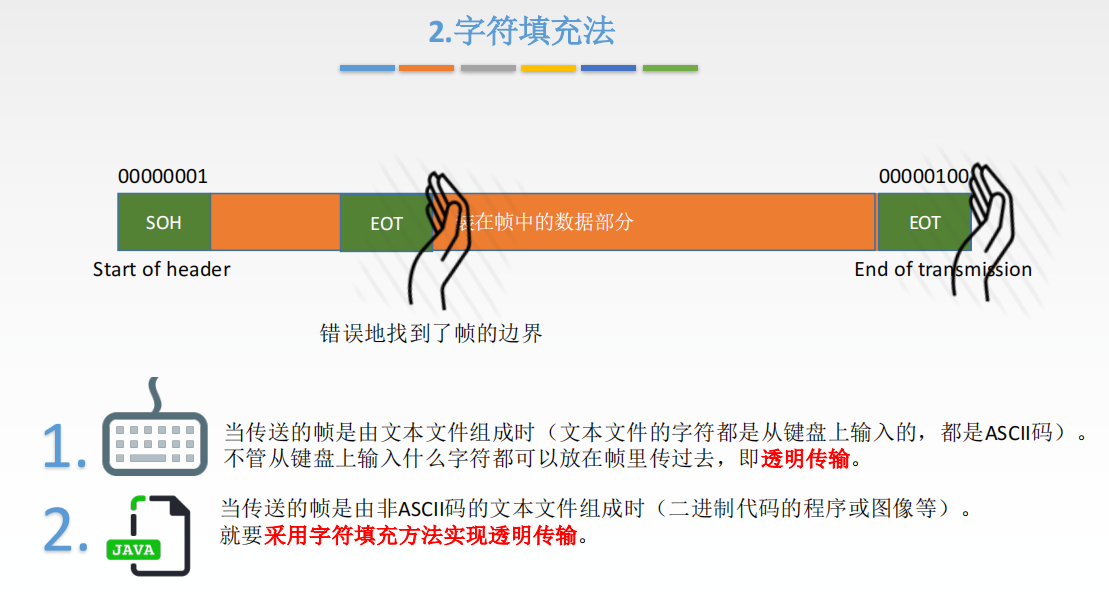 2.字符填充法
00000001
00000100
SOH
EOT
装在帧中的数据部分
EOT
Start of header
End of transmission
错误地找到了帧的边界
1.
当传送的帧是由文本文件组成时（文本文件的字符都是从键盘上输入的，都是ASCII码）。
不管从键盘上输入什么字符都可以放在帧里传过去，即透明传输。
2.
JAVA
当传送的帧是由非ASCII码的文本文件组成时（二进制代码的程序或图像等）。
就要采用字符填充方法实现透明传输。